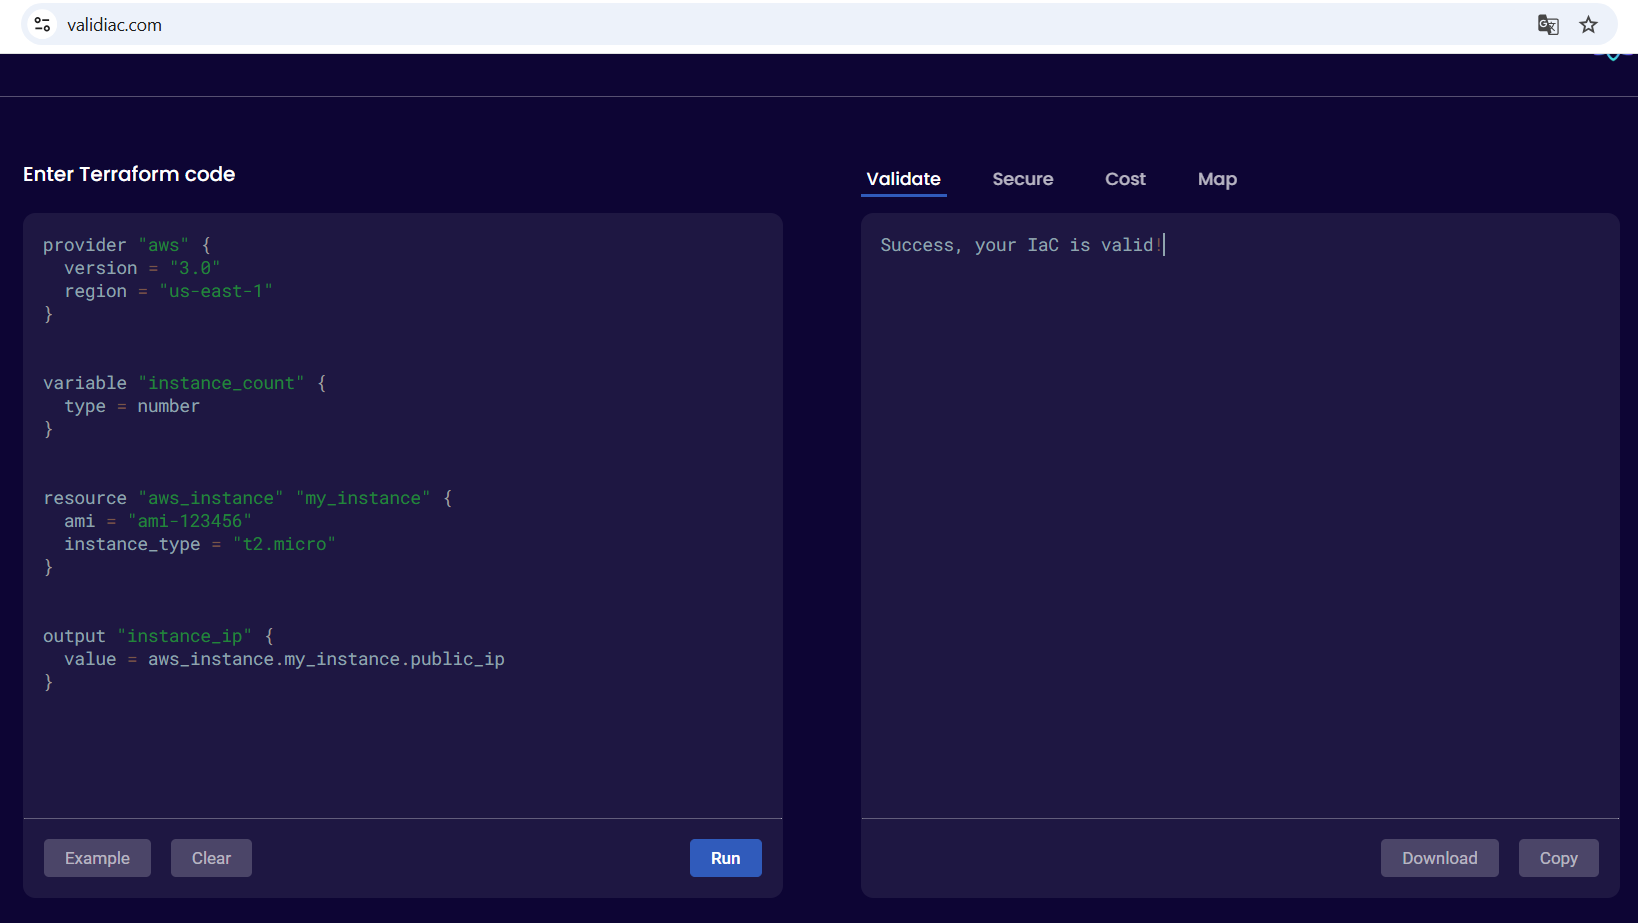 validiac.com
Enter Terraform code
provider "aws" {
  version = "3.0"
  region = "us-east-1"
}
variable "instance_count" {
  type = number
}
resource "aws_instance" "my_instance" {
  ami = "ami-123456"
  instance_type = "t2.micro"
}
output "instance_ip" {
  value = aws_instance.my_instance.public_ip
}
Example Clear Run
Validate Secure Cost Map
Success, your IaC is valid!
Download Copy